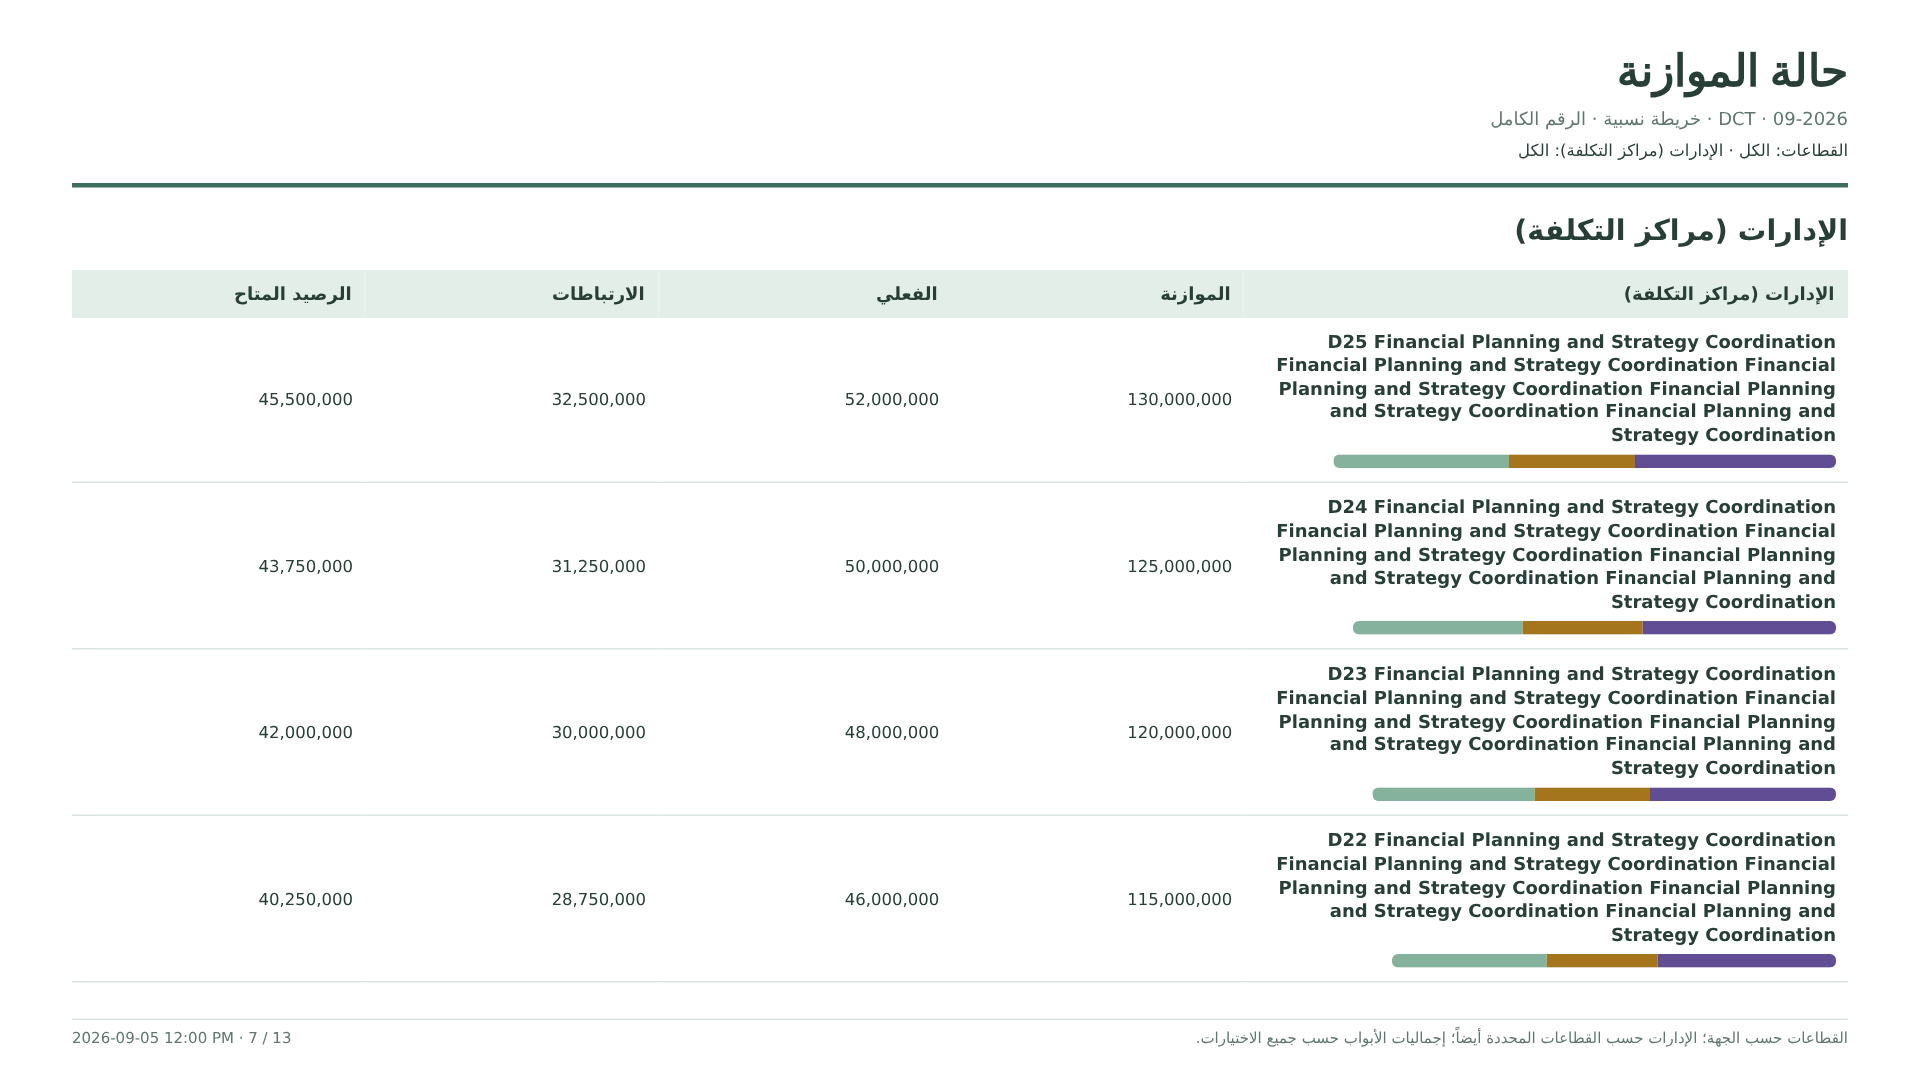 حالة الموازنة
DCT · 09-2026 · خريطة نسبية · الرقم الكامل
القطاعات: الكل · الإدارات (مراكز التكلفة): الكل
الإدارات (مراكز التكلفة)
الإدارات (مراكز التكلفة) الموازنة الفعلي الارتباطات الرصيد المتاح
D25 Financial Planning and Strategy Coordination
Financial Planning and Strategy Coordination Financial
Planning and Strategy Coordination Financial Planning
and Strategy Coordination Financial Planning and
Strategy Coordination
130,000,000 52,000,000 32,500,000 45,500,000
D24 Financial Planning and Strategy Coordination
Financial Planning and Strategy Coordination Financial
Planning and Strategy Coordination Financial Planning
and Strategy Coordination Financial Planning and
Strategy Coordination
125,000,000 50,000,000 31,250,000 43,750,000
D23 Financial Planning and Strategy Coordination
Financial Planning and Strategy Coordination Financial
Planning and Strategy Coordination Financial Planning
and Strategy Coordination Financial Planning and
Strategy Coordination
120,000,000 48,000,000 30,000,000 42,000,000
D22 Financial Planning and Strategy Coordination
Financial Planning and Strategy Coordination Financial
Planning and Strategy Coordination Financial Planning
and Strategy Coordination Financial Planning and
Strategy Coordination
115,000,000 46,000,000 28,750,000 40,250,000
القطاعات حسب الجهة؛ الإدارات حسب القطاعات المحددة أيضاً؛ إجماليات الأبواب حسب جميع الاختيارات.
2026-09-05 12:00 PM · 7 / 13